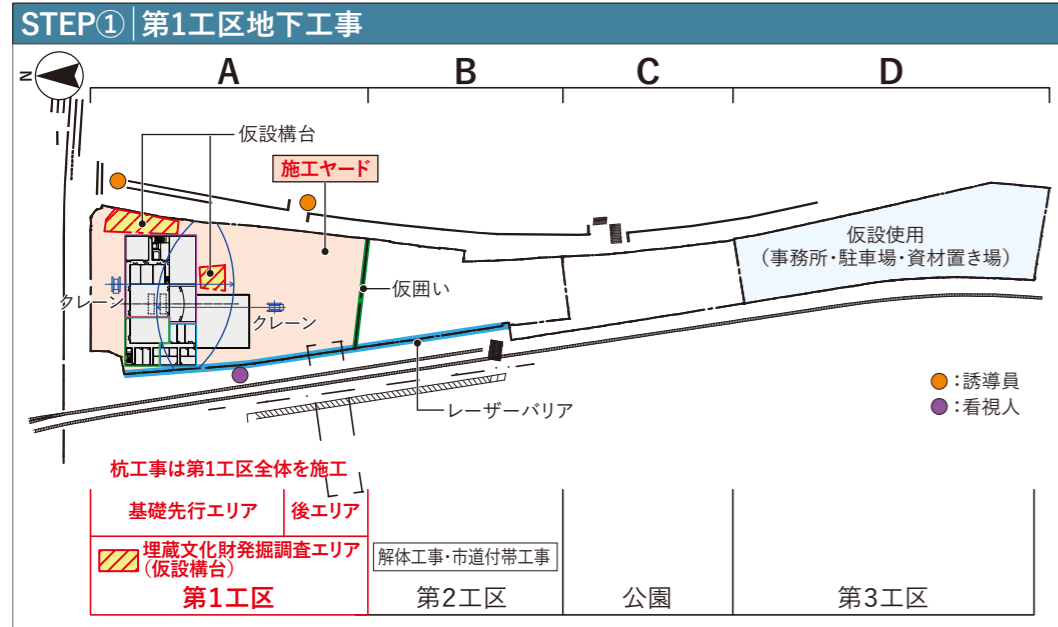 STEP①|第1工区地下工事
N
A
B
C
D
仮設構台
施工ヤード
仮設使用
(事務所・駐車場・資材置き場)
仮囲い
クレーン
クレーン
●:誘導員
●:看視人
レーザーバリア
杭工事は第1工区全体を施工
基礎先行エリア
後エリア
埋蔵文化財発掘調査エリア
(仮設構台)
解体工事・市道付帯工事
第1工区
第2工区
公園
第3工区